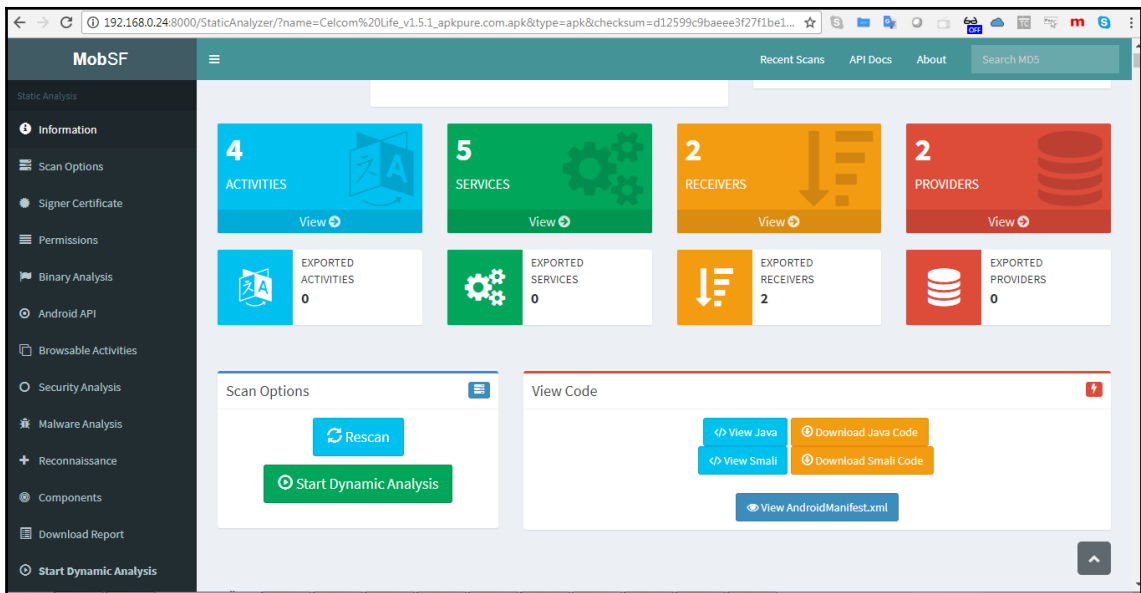 192.168.0.24:8000/StaticAnalyzer/?name=Celcom%20Life_v1.5.1_apkpure.com.apk&type=apk&checksum=d12599c9baeee3f27f1be1...
OFF
m
MobSF
Recent Scans
API Docs
About
Search MD5
Static Analysis
Information
Scan Options
Signer Certificate
Permissions
Binary Analysis
Android API
Browsable Activities
Security Analysis
Malware Analysis
Reconnaissance
Components
Download Report
Start Dynamic Analysis
4
ACTIVITIES
View
5
SERVICES
View
2
RECEIVERS
View
2
PROVIDERS
View
EXPORTED
ACTIVITIES
0
EXPORTED
SERVICES
0
EXPORTED
RECEIVERS
2
EXPORTED
PROVIDERS
0
Scan Options
Rescan
Start Dynamic Analysis
View Code
</> View Java
Download Java Code
</> View Smali
Download Smali Code
View AndroidManifest.xml